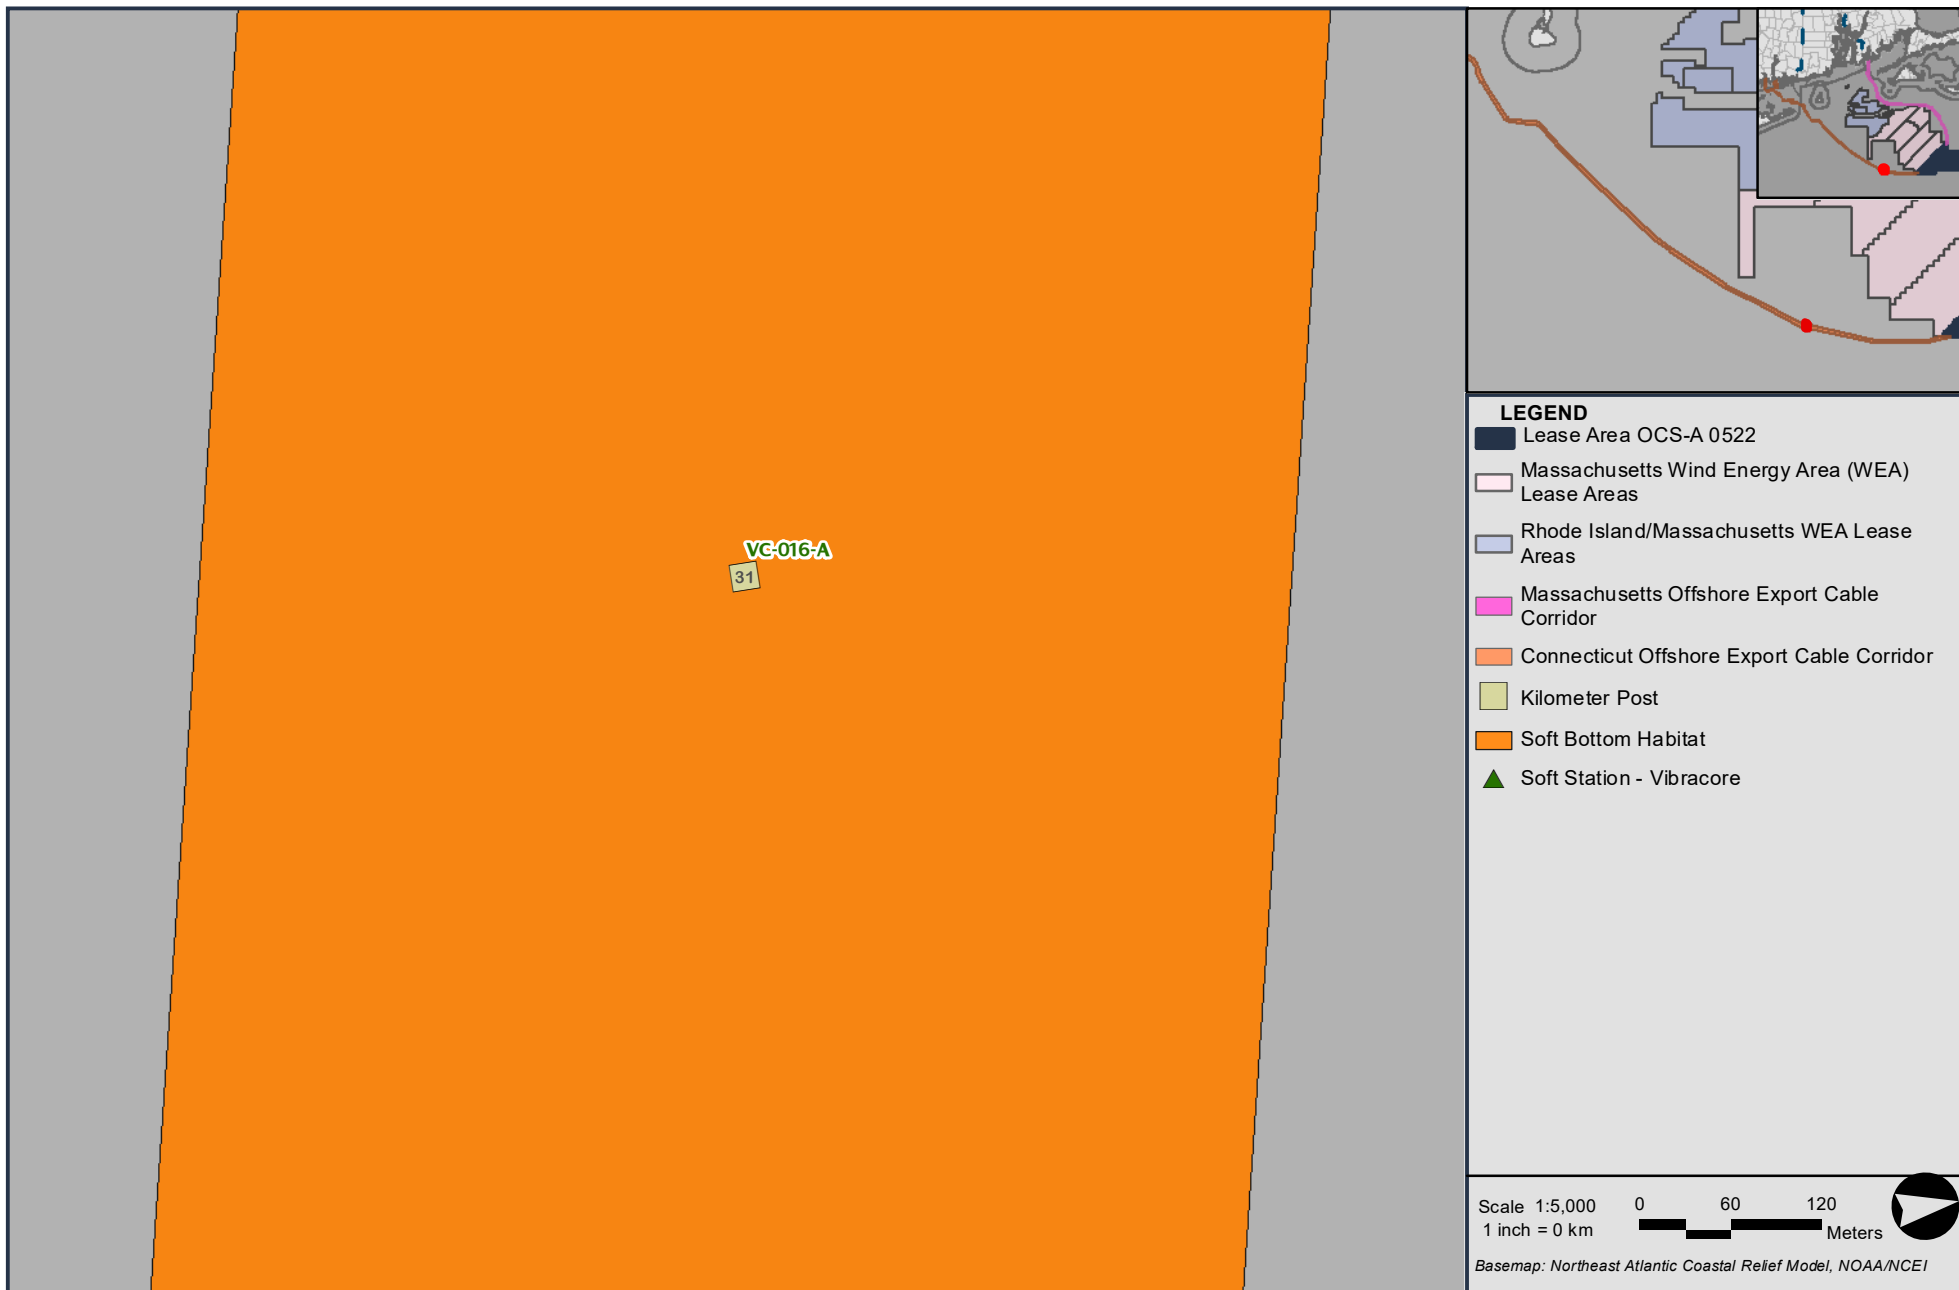 VC-016-A
31
LEGEND
Lease Area OCS-A 0522
Massachusetts Wind Energy Area (WEA)
Lease Areas
Rhode Island/Massachusetts WEA Lease
Areas
Massachusetts Offshore Export Cable
Corridor
Connecticut Offshore Export Cable Corridor
Kilometer Post
Soft Bottom Habitat
Soft Station - Vibracore
Scale 1:5,000
1 inch = 0 km
0 60 120
Meters
Basemap: Northeast Atlantic Coastal Relief Model, NOAA/NCEI